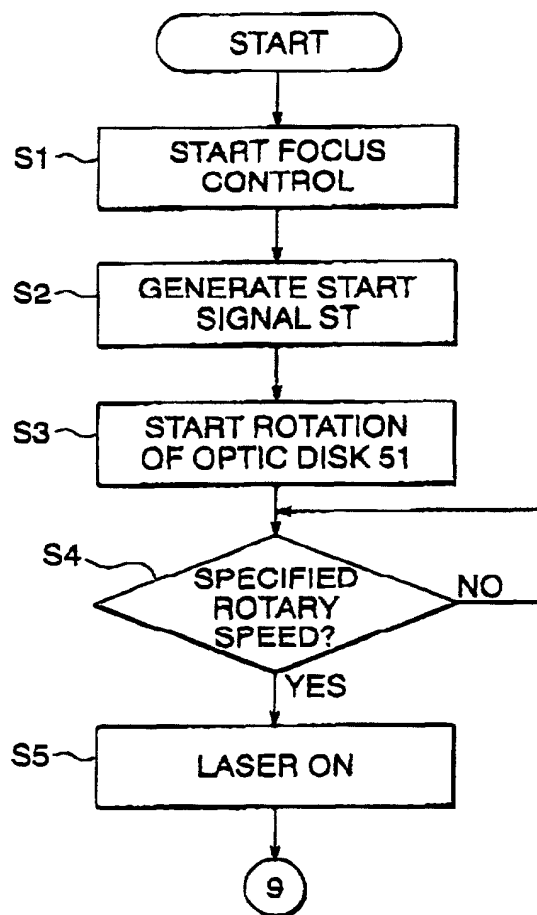 START
S1
START FOCUS
CONTROL
S2
GENERATE START
SIGNAL ST
S3
START ROTATION
OF OPTIC DISK 51
S4
SPECIFIED
ROTARY
SPEED?
NO
YES
S5
LASER ON
9